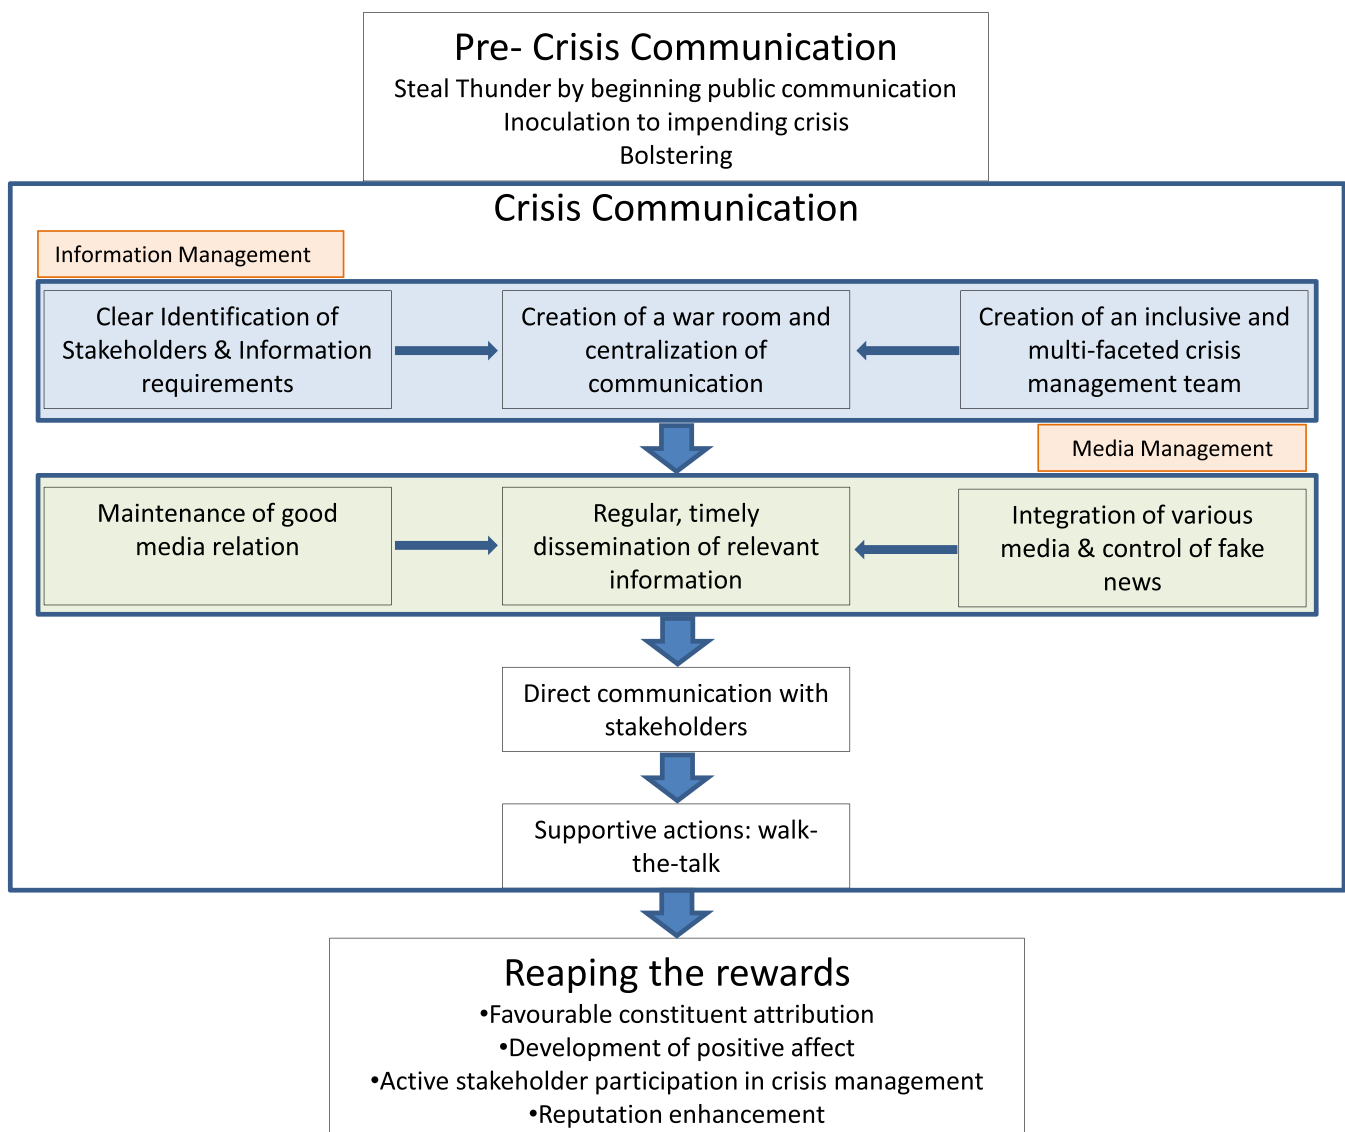 Pre- Crisis Communication
Steal Thunder by beginning public communication
Inoculation to impending crisis
Bolstering
Crisis Communication
Information Management
Clear Identification of
Stakeholders & Information
requirements
Creation of a war room and
centralization of
communication
Creation of an inclusive and
multi-faceted crisis
management team
Media Management
Maintenance of good
media relation
Regular, timely
dissemination of relevant
information
Integration of various
media & control of fake
news
Direct communication with
stakeholders
Supportive actions: walk-
the-talk
Reaping the rewards
•Favourable constituent attribution
•Development of positive affect
•Active stakeholder participation in crisis management
•Reputation enhancement